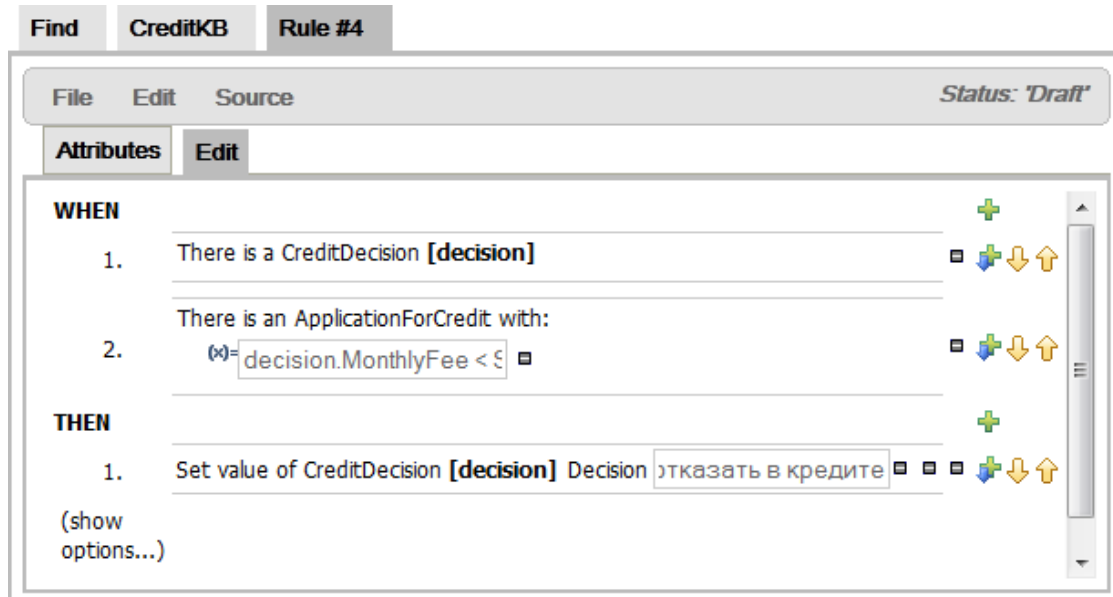 Find CreditKB Rule #4
File Edit Source Status: 'Draft'
Attributes Edit
WHEN
1. There is a CreditDecision [decision]
There is an ApplicationForCredit with:
2. (x)= decision.MonthlyFee <
THEN
1. Set value of CreditDecision [decision] Decision отказать в кредите
(show
options...)